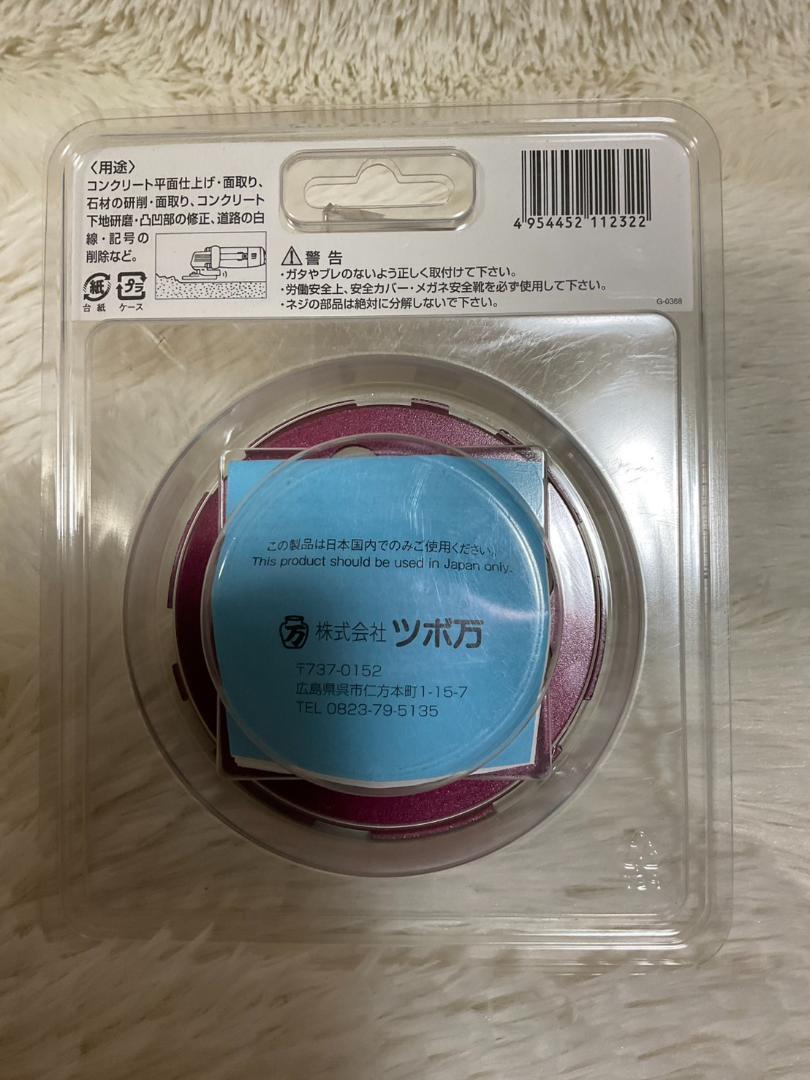 〈用途〉
コンクリート平面仕上げ・面取り、
石材の研削・面取り、コンクリート
下地研磨・凸凹部の修正、道路の白
線・記号の
削除など。
紙
台紙
プラ
ケース
⚠警告
・ガタやブレのないよう正しく取付けて下さい。
・労働安全上、安全カバー・メガネ安全靴を必ず使用して下さい。
・ネジの部品は絶対に分解しないで下さい。
4954452112322
G-0368
この製品は日本国内でのみご使用ください。
This product should be used in Japan only.
万 株式会社 ツボ万
〒737-0152
広島県呉市仁方本町1-15-7
TEL 0823-79-5135